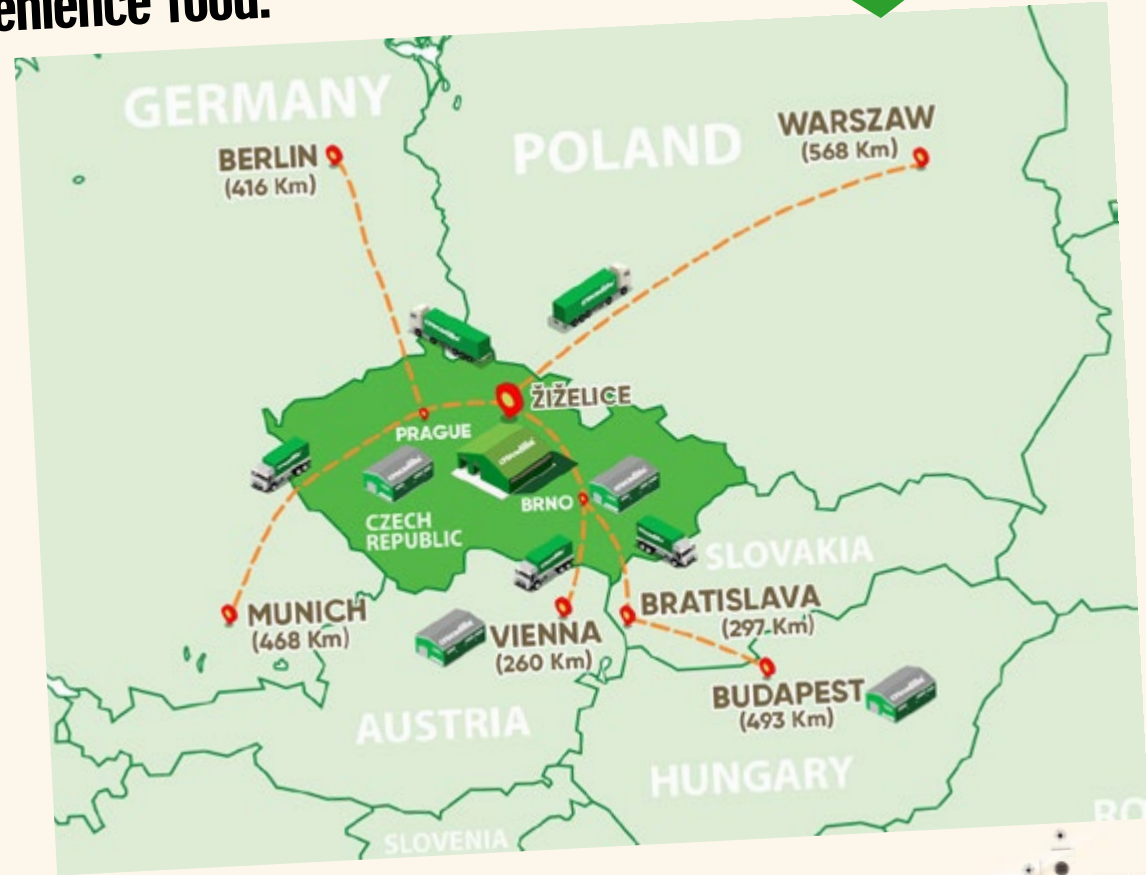 enience food.
GERMANY
BERLIN
(416 Km)
POLAND
WARSZAW
(568 Km)
ŽIŽELICE
PRAGUE
BRNO
CZECH
REPUBLIC
SLOVAKIA
MUNICH
(468 Km)
VIENNA
(260 Km)
BRATISLAVA
(297 Km)
BUDAPEST
(493 Km)
AUSTRIA
HUNGARY
SLOVENIA
RO